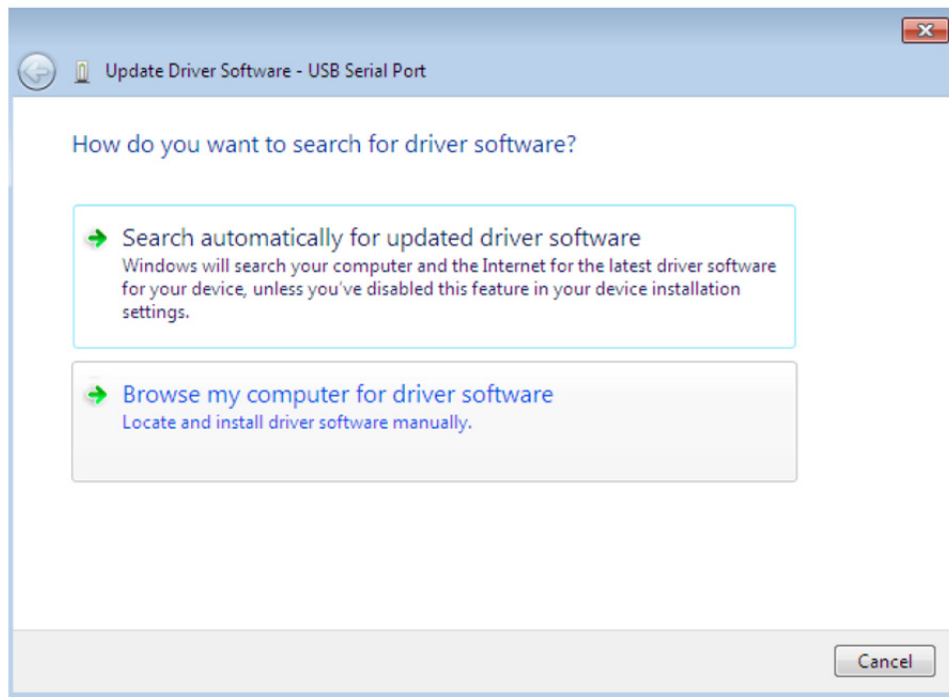 Update Driver Software - USB Serial Port
How do you want to search for driver software?
Search automatically for updated driver software
Windows will search your computer and the Internet for the latest driver software
for your device, unless you've disabled this feature in your device installation
settings.
Browse my computer for driver software
Locate and install driver software manually.
Cancel